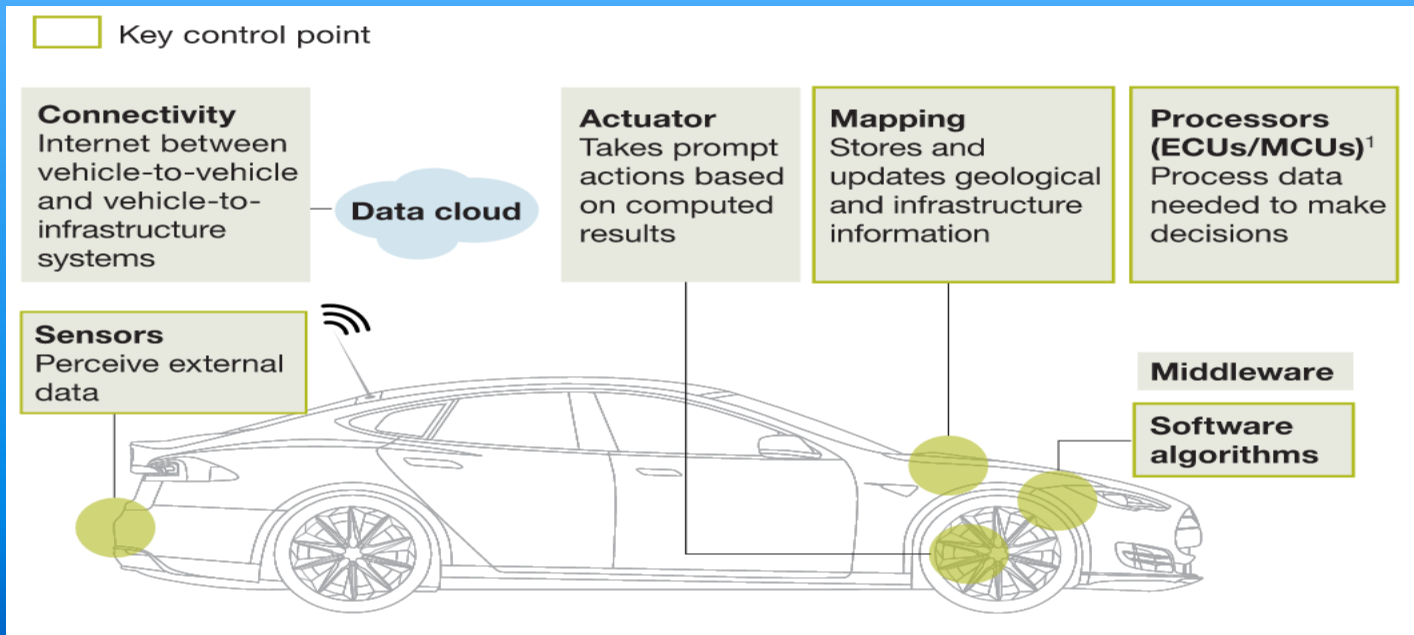 Key control point
Connectivity
Internet between
vehicle-to-vehicle
and vehicle-to-
infrastructure
systems
Data cloud
Actuator
Takes prompt
actions based
on computed
results
Mapping
Stores and
updates geological
and infrastructure
information
Processors
(ECUs/MCUs)¹
Process data
needed to make
decisions
Sensors
Perceive external
data
Middleware
Software
algorithms